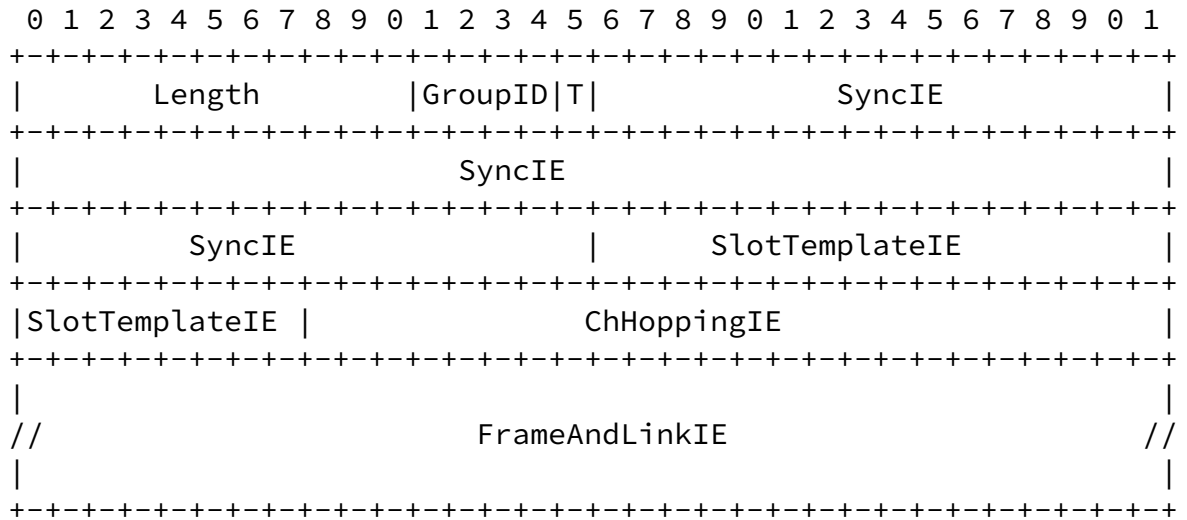 0 1 2 3 4 5 6 7 8 9 0 1 2 3 4 5 6 7 8 9 0 1 2 3 4 5 6 7 8 9 0 1
+-+-+-+-+-+-+-+-+-+-+-+-+-+-+-+-+-+-+-+-+-+-+-+-+-+-+-+-+-+-+-+-+
|        Length        |GroupID|T|             SyncIE            |
+-+-+-+-+-+-+-+-+-+-+-+-+-+-+-+-+-+-+-+-+-+-+-+-+-+-+-+-+-+-+-+-+
|                        SyncIE                                 |
+-+-+-+-+-+-+-+-+-+-+-+-+-+-+-+-+-+-+-+-+-+-+-+-+-+-+-+-+-+-+-+-+
|         SyncIE                |      SlotTemplateIE           |
+-+-+-+-+-+-+-+-+-+-+-+-+-+-+-+-+-+-+-+-+-+-+-+-+-+-+-+-+-+-+-+-+
|SlotTemplateIE |               ChHoppingIE                     |
+-+-+-+-+-+-+-+-+-+-+-+-+-+-+-+-+-+-+-+-+-+-+-+-+-+-+-+-+-+-+-+-+
|                                                               |
//                        FrameAndLinkIE                       //
|                                                               |
+-+-+-+-+-+-+-+-+-+-+-+-+-+-+-+-+-+-+-+-+-+-+-+-+-+-+-+-+-+-+-+-+